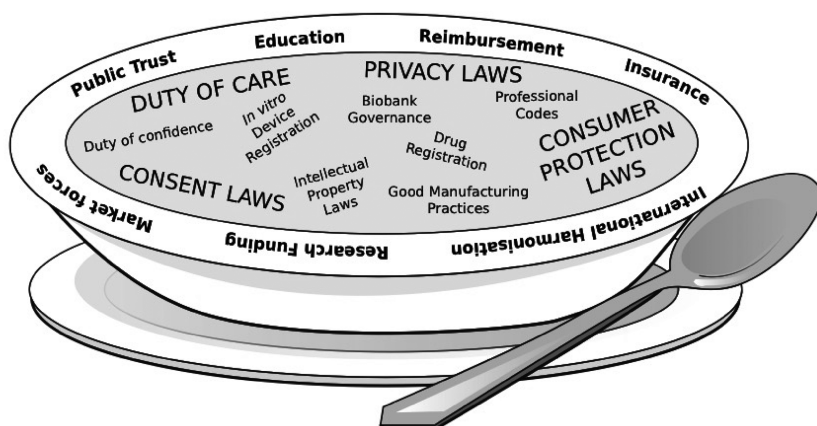 Public Trust
Education
Reimbursement
Insurance
DUTY OF CARE
PRIVACY LAWS
In vitro
Device
Registration
Biobank
Governance
Professional
Codes
Duty of confidence
Drug
Registration
CONSUMER
PROTECTION
LAWS
CONSENT LAWS
Intellectual
Property
Laws
Good Manufacturing
Practices
Market forces
Research Funding
International Harmonisation